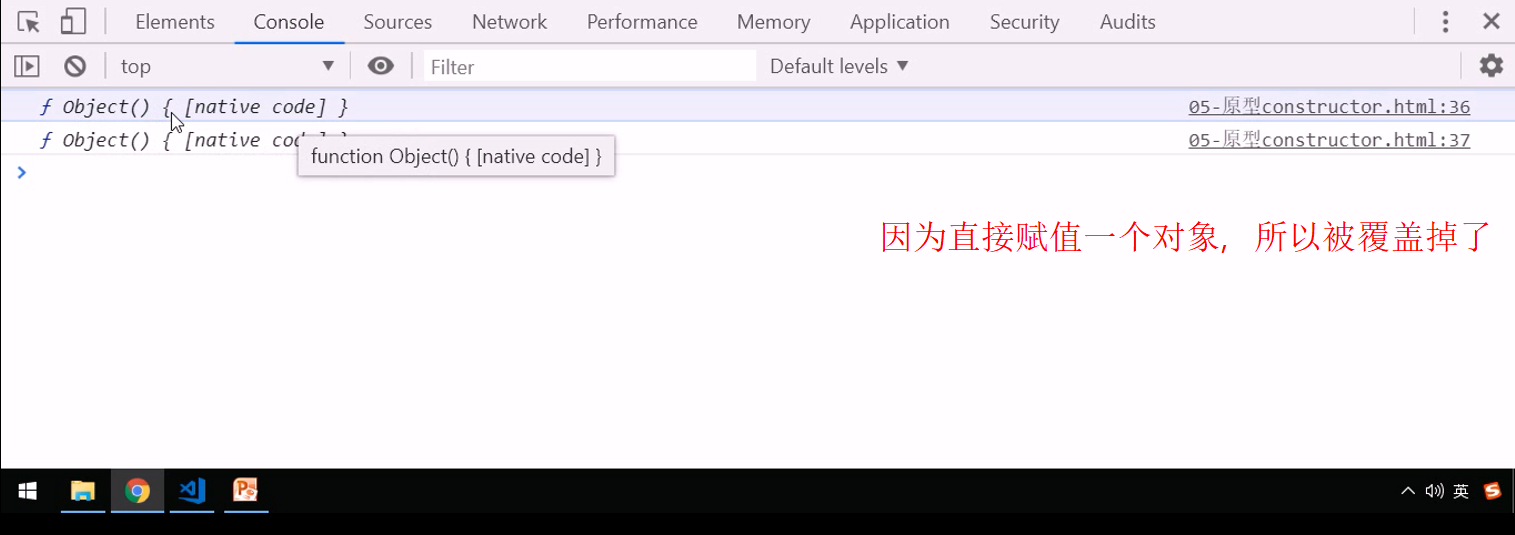 Elements Console Sources Network Performance Memory Application Security Audits
top Filter Default levels
ƒ Object() { [native code] } 05-原型constructor.html:36
ƒ Object() { [native code] } 05-原型constructor.html:37
function Object() { [native code] }
因为直接赋值一个对象，所以被覆盖掉了
英